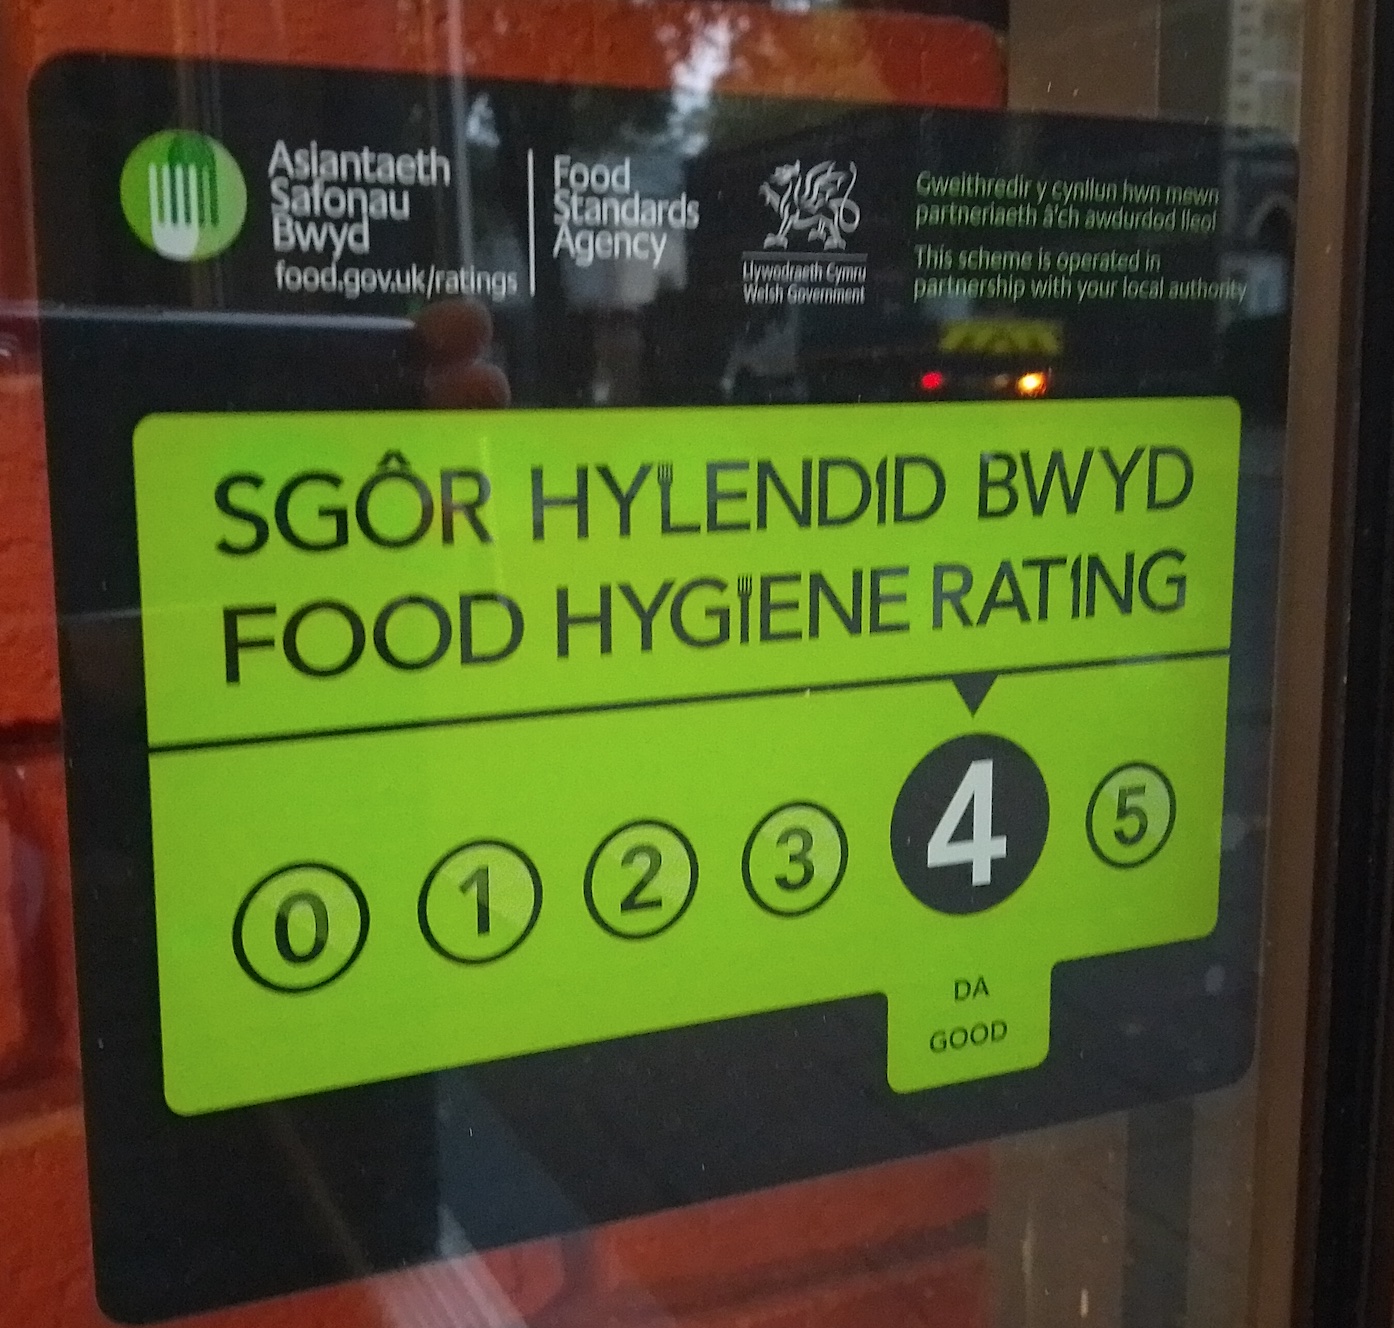 Asiantaeth
Safonau
Bwyd
food.gov.uk/ratings
Food
Standards
Agency
Llywodraeth Cymru
Welsh Government
Gweithredir y cynllun hwn mewn
partneriaeth â'ch awdurdod lleol
This scheme is operated in
partnership with your local authority
SGÔR HYLENDID BWYD
FOOD HYGIENE RATING
0 1 2 3 4 5
DA
GOOD